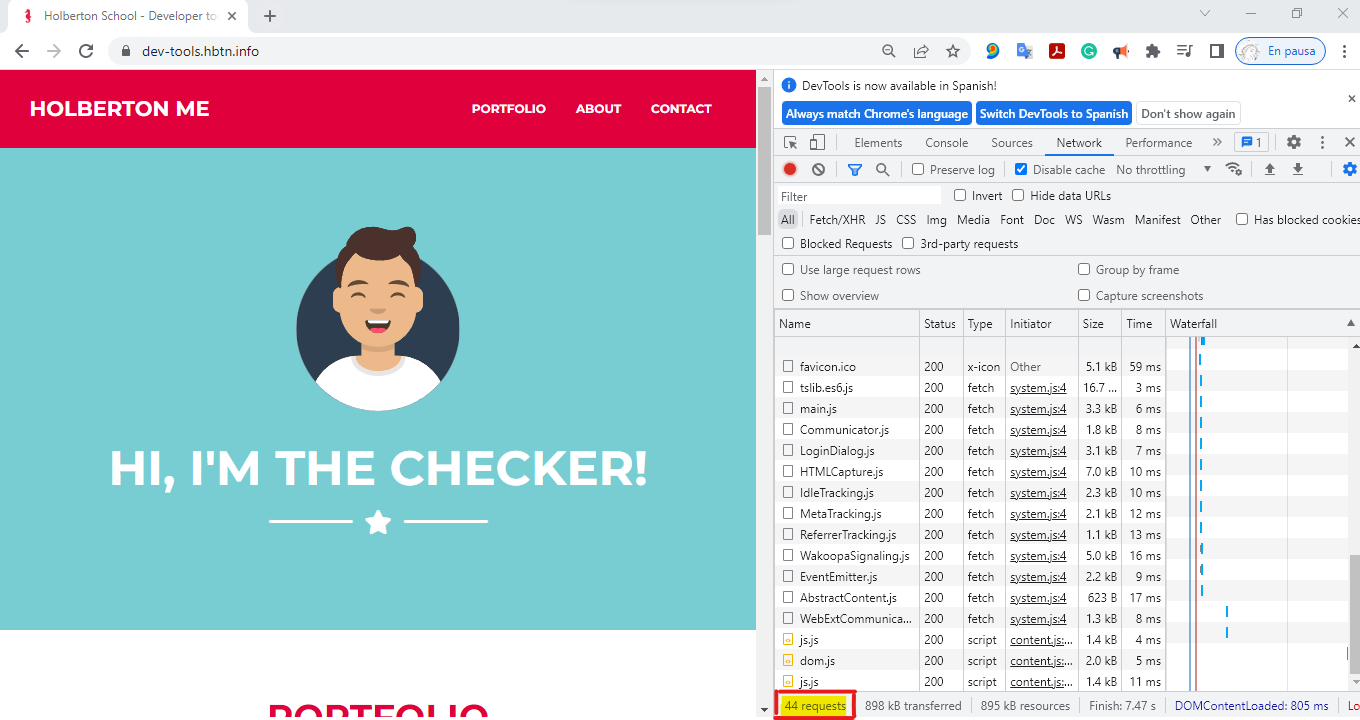 Holberton School - Developer to
dev-tools.hbtn.info
En pausa
HOLBERTON ME
PORTFOLIO ABOUT CONTACT
HI, I'M THE CHECKER!
PORTFOLIO
DevTools is now available in Spanish!
Always match Chrome's language Switch DevTools to Spanish Don't show again
Elements Console Sources Network Performance 1
Preserve log Disable cache No throttling
Filter Invert Hide data URLs
All Fetch/XHR JS CSS Img Media Font Doc WS Wasm Manifest Other Has blocked cookies
Blocked Requests 3rd-party requests
Use large request rows Group by frame
Show overview Capture screenshots
Name Status Type Initiator Size Time Waterfall
favicon.ico 200 x-icon Other 5.1 kB 59 ms
tslib.es6.js 200 fetch system.js:4 16.7 ... 3 ms
main.js 200 fetch system.js:4 3.3 kB 6 ms
Communicator.js 200 fetch system.js:4 1.8 kB 8 ms
LoginDialog.js 200 fetch system.js:4 3.1 kB 7 ms
HTMLCapture.js 200 fetch system.js:4 7.0 kB 10 ms
IdleTracking.js 200 fetch system.js:4 2.3 kB 10 ms
MetaTracking.js 200 fetch system.js:4 2.1 kB 12 ms
ReferrerTracking.js 200 fetch system.js:4 1.1 kB 13 ms
WakoopaSignaling.js 200 fetch system.js:4 5.0 kB 16 ms
EventEmitter.js 200 fetch system.js:4 2.2 kB 9 ms
AbstractContent.js 200 fetch system.js:4 623 B 17 ms
WebExtCommunica... 200 fetch system.js:4 1.3 kB 8 ms
js.js 200 script content.js:... 1.4 kB 4 ms
dom.js 200 script content.js:... 2.0 kB 5 ms
js.js 200 script content.js:... 1.4 kB 11 ms
44 requests 898 kB transferred 895 kB resources Finish: 7.47 s DOMContentLoaded: 805 ms Lo